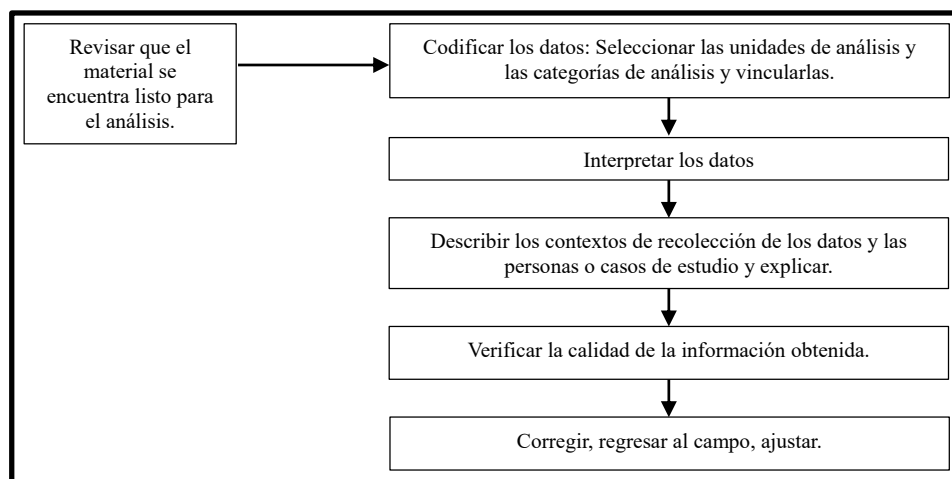 Revisar que el
material se
encuentra listo para
el análisis.
Codificar los datos: Seleccionar las unidades de análisis y
las categorías de análisis y vincularlas.
Interpretar los datos
Describir los contextos de recolección de los datos y las
personas o casos de estudio y explicar.
Verificar la calidad de la información obtenida.
Corregir, regresar al campo, ajustar.